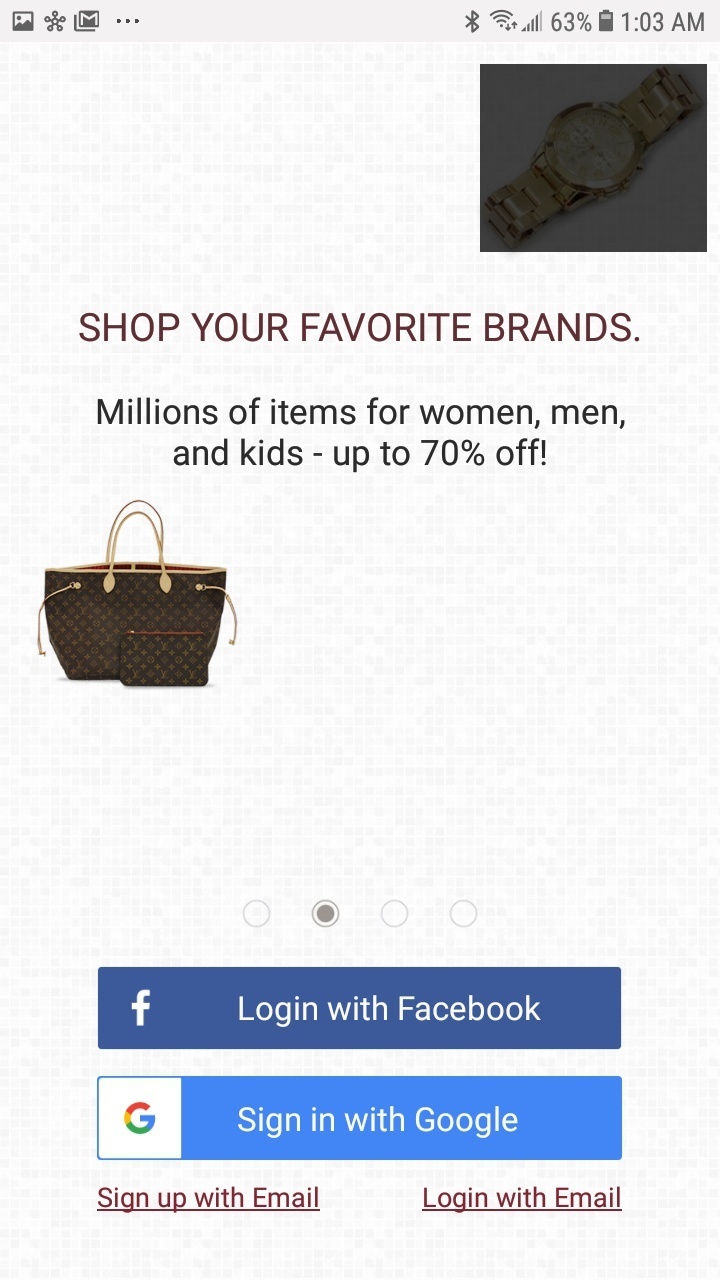 63% 1:03 AM
SHOP YOUR FAVORITE BRANDS.
Millions of items for women, men,
and kids - up to 70% off!
Login with Facebook
Sign in with Google
Sign up with Email
Login with Email